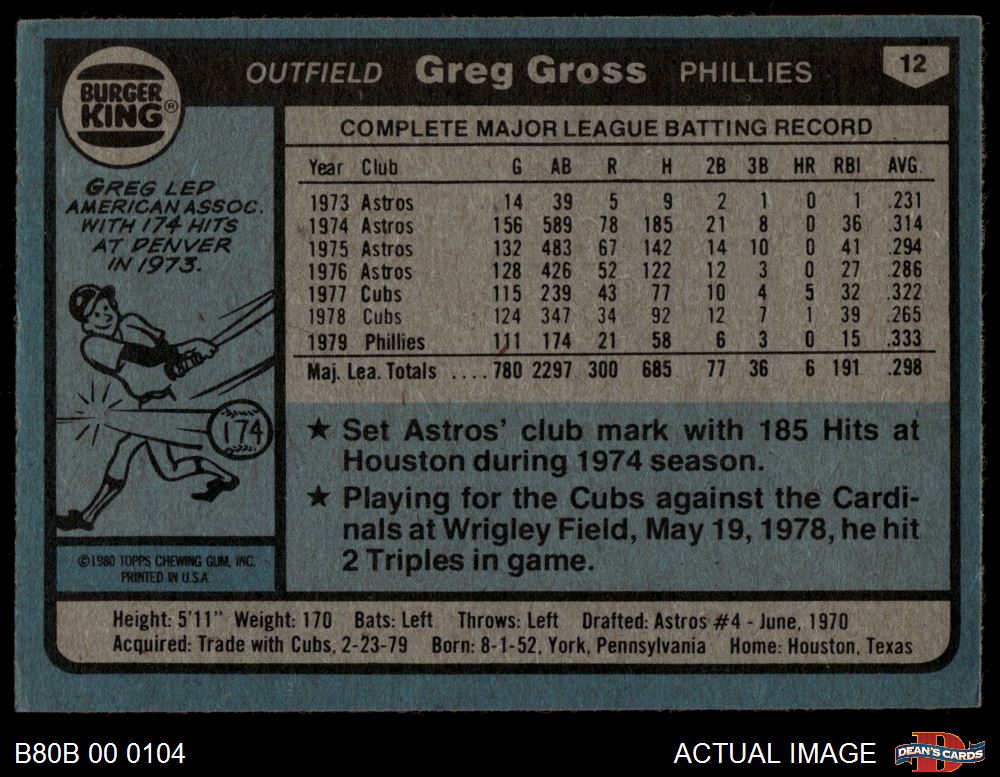 BURGER
KING®
OUTFIELD Greg Gross PHILLIES
12
COMPLETE MAJOR LEAGUE BATTING RECORD
Year Club G AB R H 2B 3B HR RBI AVG.
1973 Astros 14 39 5 9 2 1 0 1 .231
1974 Astros 156 589 78 185 21 8 0 36 .314
1975 Astros 132 483 67 142 14 10 0 41 .294
1976 Astros 128 426 52 122 12 3 0 27 .286
1977 Cubs 115 239 43 77 10 4 5 32 .322
1978 Cubs 124 347 34 92 12 7 1 39 .265
1979 Phillies 111 174 21 58 6 3 0 15 .333
Maj. Lea. Totals ....780 2297 300 685 77 36 6 191 .298
GREG LED
AMERICAN ASSOC.
WITH 174 HITS
AT DENVER
IN 1973.
174
★ Set Astros' club mark with 185 Hits at
Houston during 1974 season.
★ Playing for the Cubs against the Cardi-
nals at Wrigley Field, May 19, 1978, he hit
2 Triples in game.
©1980 TOPPS CHEWING GUM, INC.
PRINTED IN U.S.A.
Height: 5'11" Weight: 170 Bats: Left Throws: Left Drafted: Astros #4 - June, 1970
Acquired: Trade with Cubs, 2-23-79 Born: 8-1-52, York, Pennsylvania Home: Houston, Texas
B80B 00 0104
ACTUAL IMAGE
D
DEAN'S CARDS